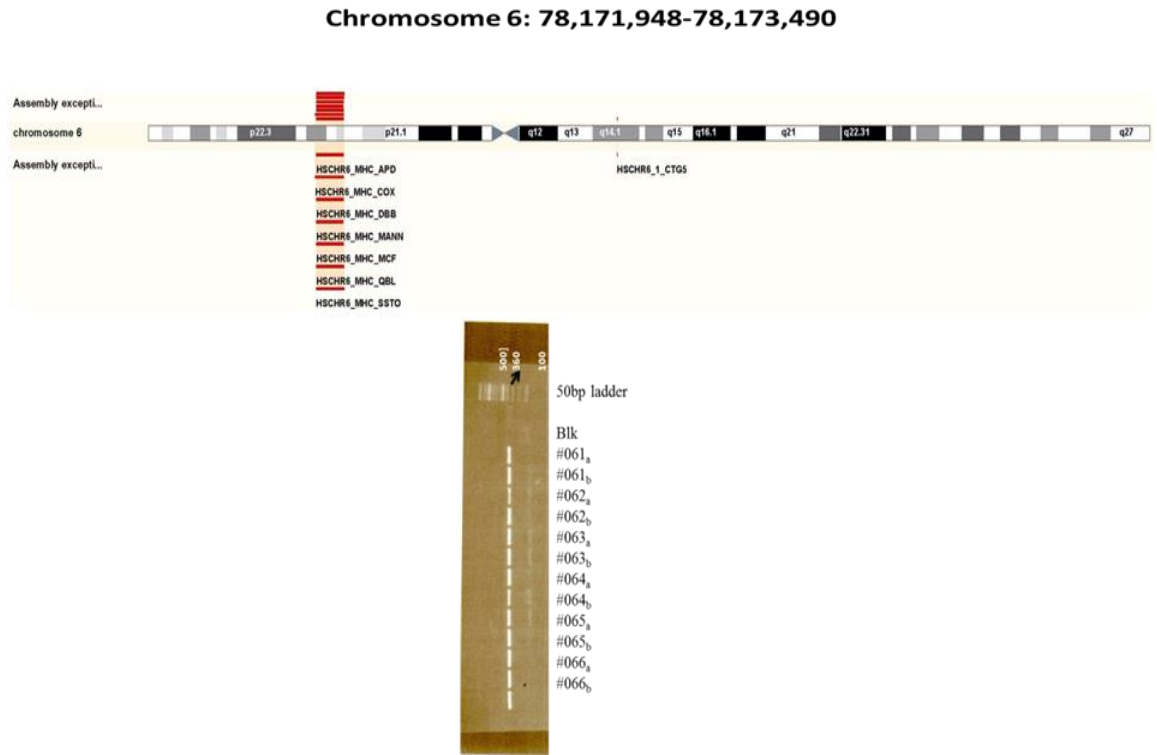 Chromosome 6: 78,171,948-78,173,490
Assembly excepti...
chromosome 6
p22.3
p21.1
q12
q13
q14.1
q15
q16.1
q21
q22.31
q27
Assembly excepti...
HSCHR6_MHC_APD
HSCHR6_1_CTG5
HSCHR6_MHC_COX
HSCHR6_MHC_DBB
HSCHR6_MHC_MANN
HSCHR6_MHC_MCF
HSCHR6_MHC_QBL
HSCHR6_MHC_SSTO
500]
360
100
50bp ladder
Blk
#061a
#061b
#062a
#062b
#063a
#063b
#064a
#064b
#065a
#065b
#066a
#066b